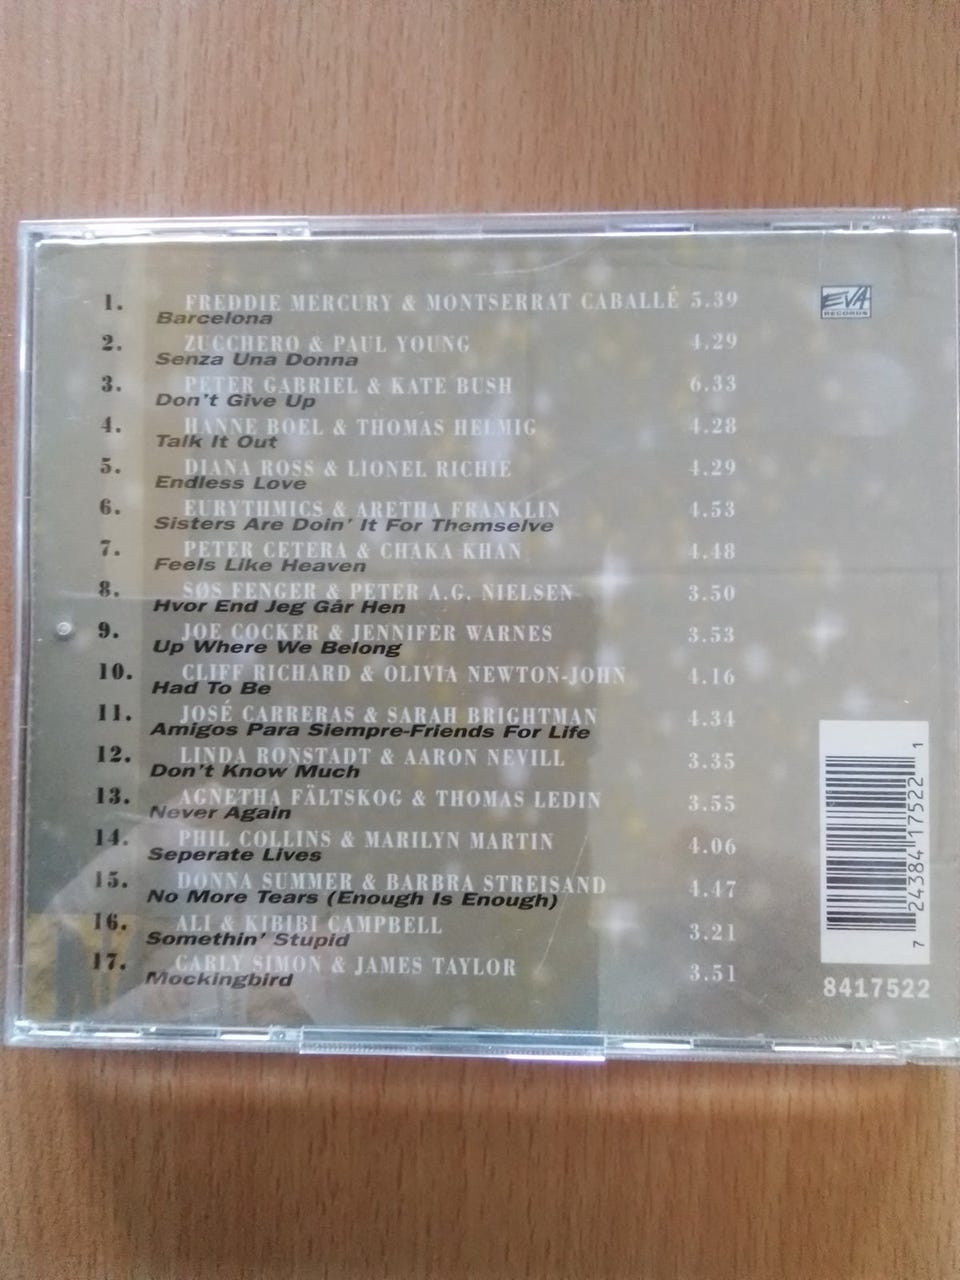 1. FREDDIE MERCURY & MONTSERRAT CABALLÉ 5.39
Barcelona
2. ZUCCHERO & PAUL YOUNG 4.29
Senza Una Donna
3. PETER GABRIEL & KATE BUSH 6.33
Don't Give Up
4. HANNE BOEL & THOMAS HELMIG 4.28
Talk It Out
5. DIANA ROSS & LIONEL RICHIE 4.29
Endless Love
6. EURYTHMICS & ARETHA FRANKLIN 4.53
Sisters Are Doin' It For Themselve
7. PETER CETERA & CHAKA KHAN 4.48
Feels Like Heaven
8. SØS FENGER & PETER A.G. NIELSEN 3.50
Hvor End Jeg Går Hen
9. JOE COCKER & JENNIFER WARNES 3.53
Up Where We Belong
10. CLIFF RICHARD & OLIVIA NEWTON-JOHN 4.16
Had To Be
11. JOSÉ CARRERAS & SARAH BRIGHTMAN 4.34
Amigos Para Siempre-Friends For Life
12. LINDA RONSTADT & AARON NEVILL 3.35
Don't Know Much
13. AGNETHA FÄLTSKOG & THOMAS LEDIN 3.55
Never Again
14. PHIL COLLINS & MARILYN MARTIN 4.06
Seperate Lives
15. DONNA SUMMER & BARBRA STREISAND 4.47
No More Tears (Enough Is Enough)
16. ALI & KIBIBI CAMPBELL 3.21
Somethin' Stupid
17. CARLY SIMON & JAMES TAYLOR 3.51
Mockingbird
EVA
RECORDS
7 24384 17522 1
8417522